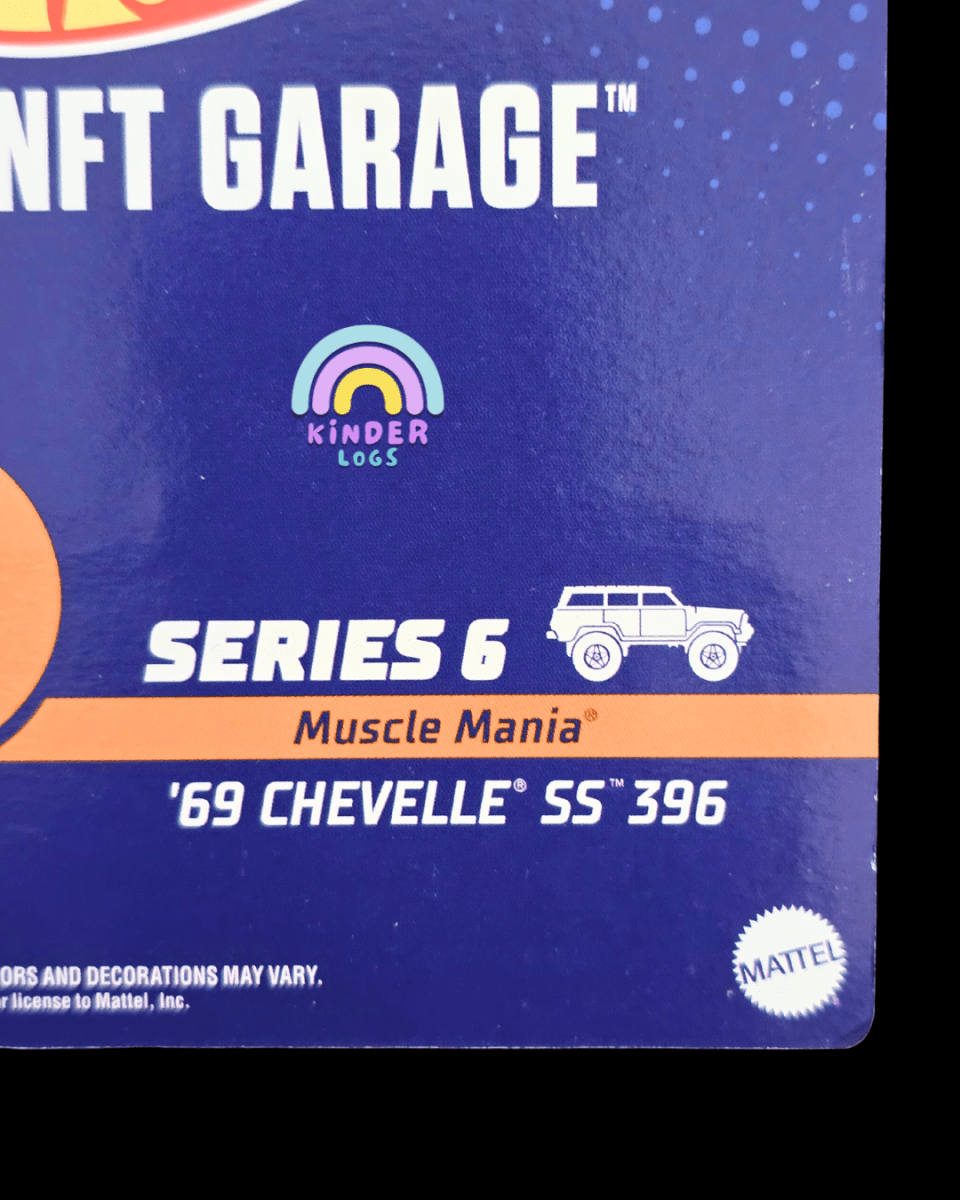 NFT GARAGE™
KiNDER
LOGS
SERIES 6
Muscle Mania®
'69 CHEVELLE® SS™ 396
MATTEL
ORS AND DECORATIONS MAY VARY.
r license to Mattel, Inc.